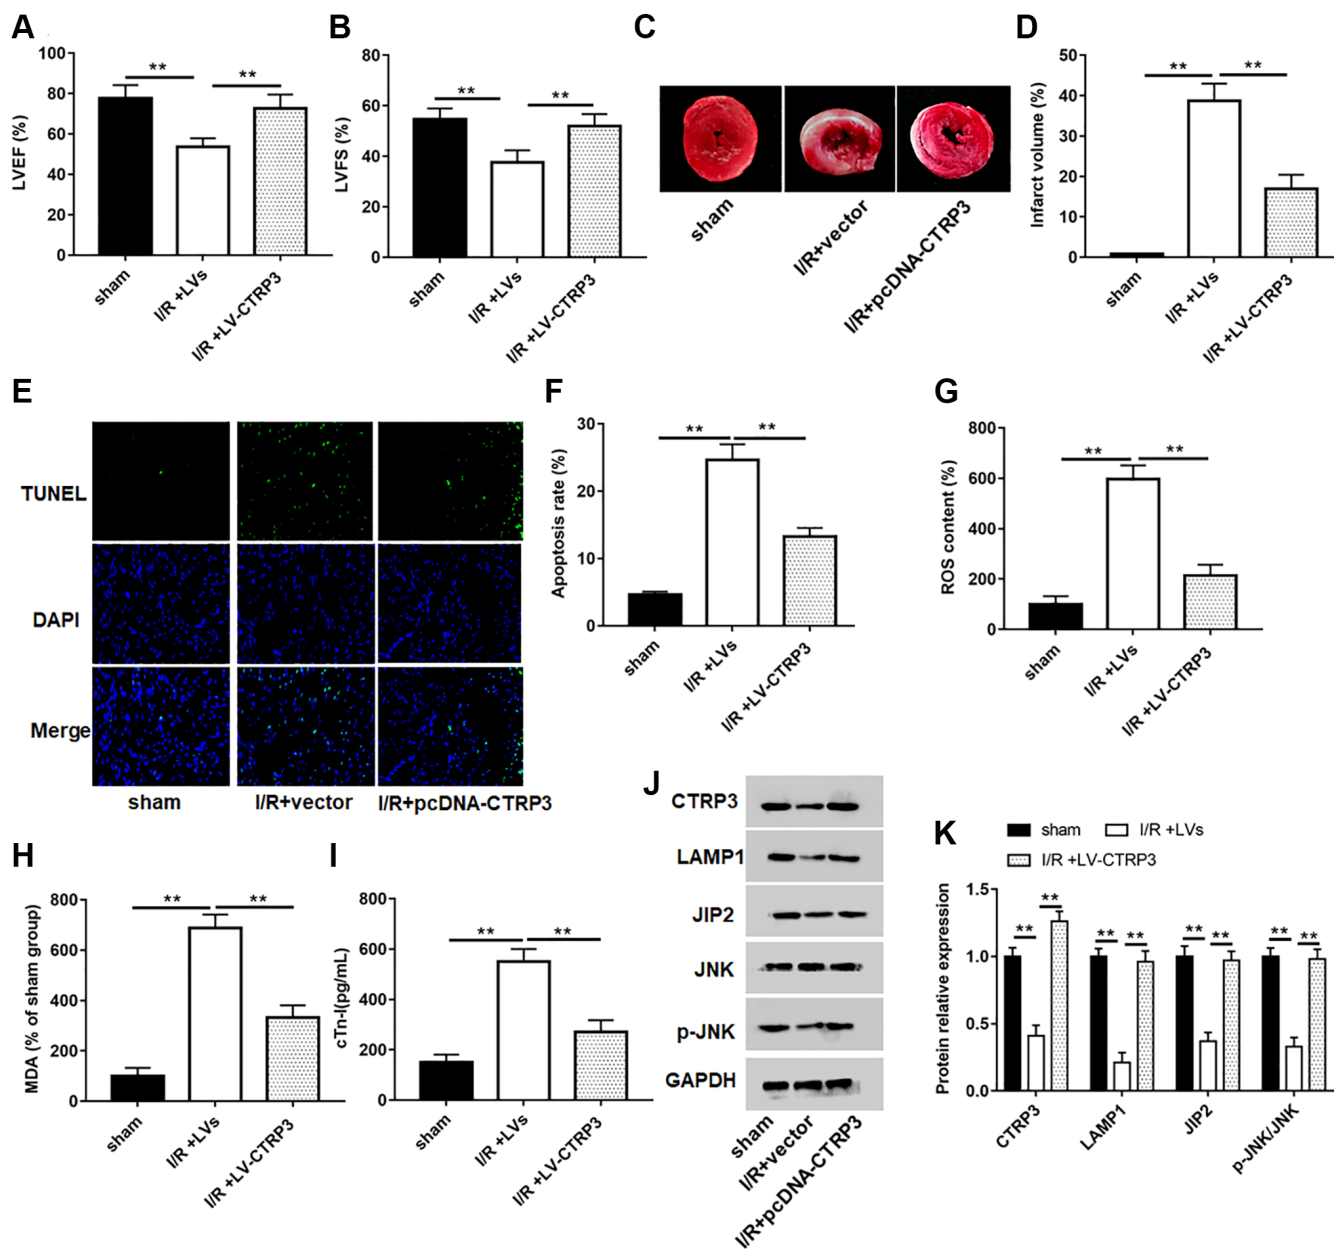 A
LVEF (%)
100
80
60
40
20
0
**
**
sham
I/R +LVs
I/R +LV-CTRP3
B
LVFS (%)
80
60
40
20
0
**
**
sham
I/R +LVs
I/R +LV-CTRP3
C
sham
I/R+vector
I/R+pcDNA-CTRP3
D
Infarct volume (%)
50
40
30
20
10
0
**
**
sham
I/R +LVs
I/R +LV-CTRP3
E
TUNEL
DAPI
Merge
sham
I/R+vector
I/R+pcDNA-CTRP3
F
Apoptosis rate (%)
30
20
10
0
**
**
sham
I/R +LVs
I/R +LV-CTRP3
G
ROS content (%)
800
600
400
200
0
**
**
sham
I/R +LVs
I/R +LV-CTRP3
H
MDA (% of sham group)
800
600
400
200
0
**
**
sham
I/R +LVs
I/R +LV-CTRP3
I
cTn-I(pg/mL)
800
600
400
200
0
**
**
sham
I/R +LVs
I/R +LV-CTRP3
J
CTRP3
LAMP1
JIP2
JNK
p-JNK
GAPDH
sham
I/R+vector
I/R+pcDNA-CTRP3
K
sham
I/R +LVs
I/R +LV-CTRP3
Protein relative expression
1.5
1.0
0.5
0.0
**
**
**
**
**
**
**
**
CTRP3
LAMP1
JIP2
p-JNK/JNK